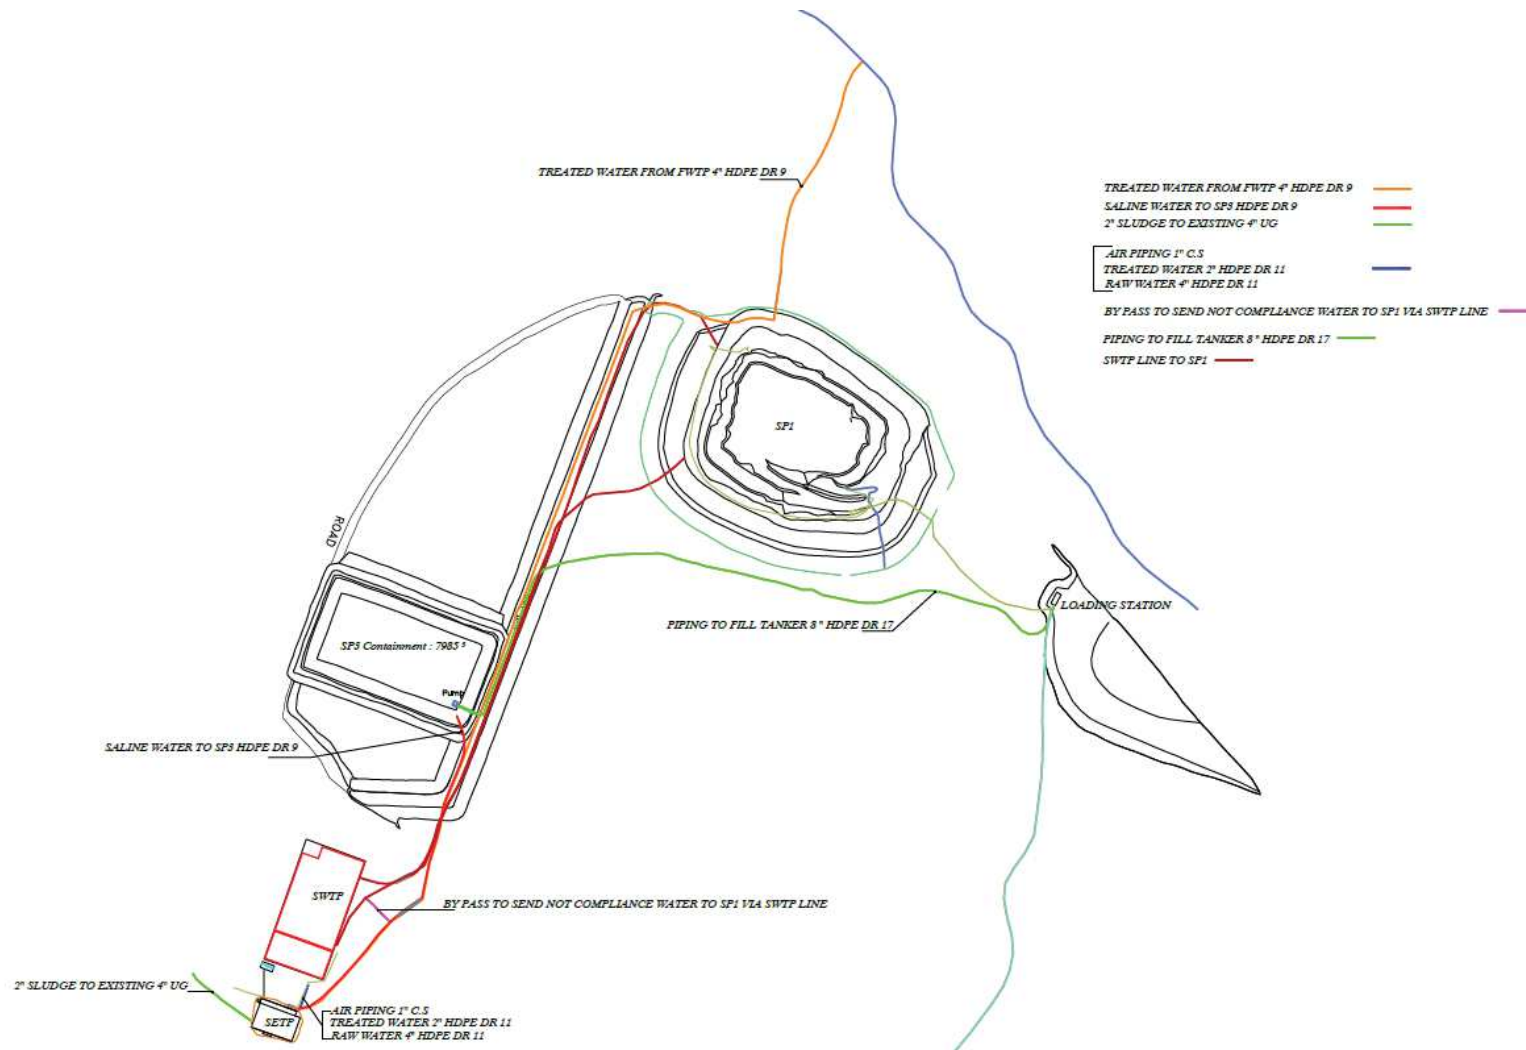 TREATED WATER FROM FWTP 4" HDPE DR 9
TREATED WATER FROM FWTP 4" HDPE DR 9
SALINE WATER TO SP3 HDPE DR 9
2" SLUDGE TO EXISTING 4" UG
AIR PIPING 1" C.S
TREATED WATER 2" HDPE DR 11
RAW WATER 4" HDPE DR 11
BY PASS TO SEND NOT COMPLIANCE WATER TO SP1 VIA SWTP LINE
PIPING TO FILL TANKER 8" HDPE DR 17
SWTP LINE TO SP1
SP1
ROAD
LOADING STATION
PIPING TO FILL TANKER 8" HDPE DR 17
SP3 Containment : 7985 ³
Pump
SALINE WATER TO SP3 HDPE DR 9
SWTP
BY PASS TO SEND NOT COMPLIANCE WATER TO SP1 VIA SWTP LINE
2" SLUDGE TO EXISTING 4" UG
SETP
AIR PIPING 1" C.S
TREATED WATER 2" HDPE DR 11
RAW WATER 4" HDPE DR 11